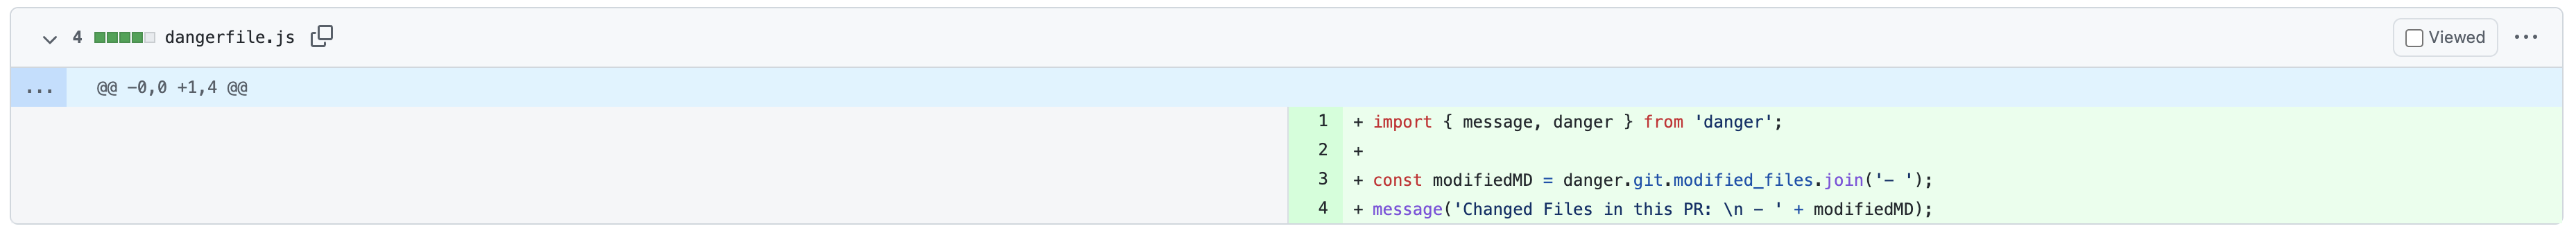 4 dangerfile.js Viewed ...
... @@ -0,0 +1,4 @@
1 + import { message, danger } from 'danger';
2 +
3 + const modifiedMD = danger.git.modified_files.join('- ');
4 + message('Changed Files in this PR: \n - ' + modifiedMD);